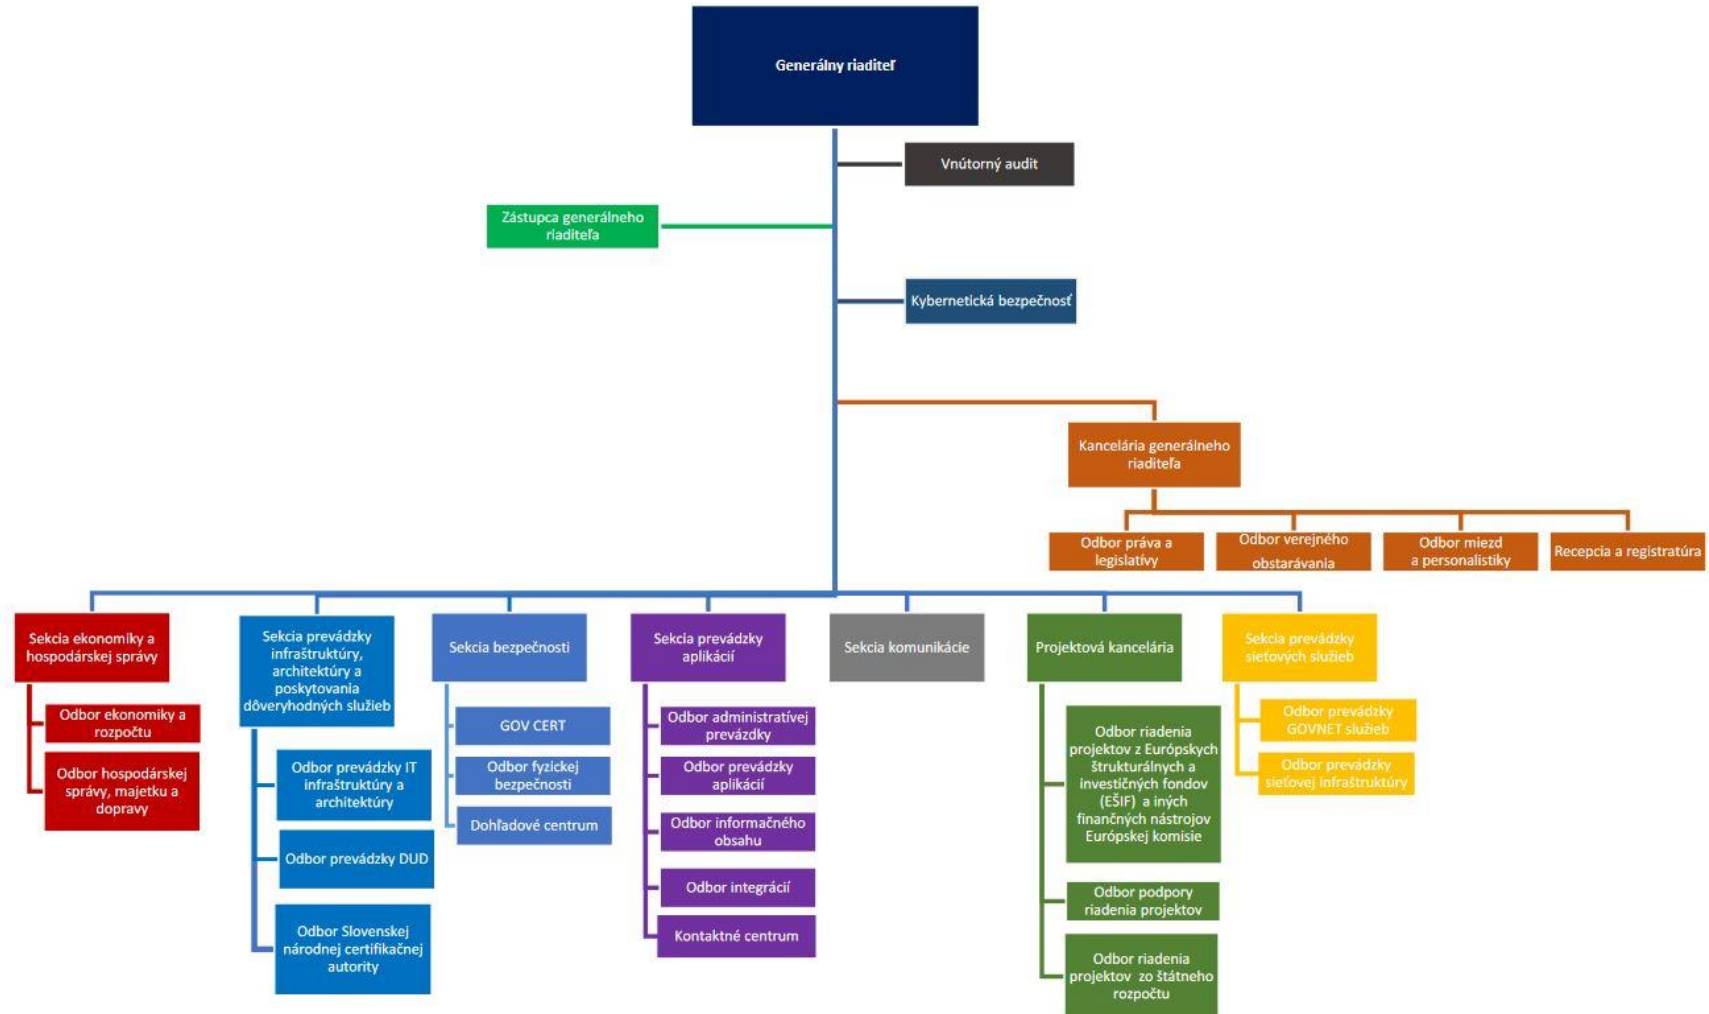 Generálny riaditeľ
Vnútorný audit
Zástupca generálneho
riaditeľa
Kybernetická bezpečnosť
Kancelária generálneho
riaditeľa
Odbor práva a
legislatívy
Odbor verejného
obstarávania
Odbor miezd
a personalistiky
Recepcia a registratúra
Sekcia ekonomíky a
hospodárskej správy
Odbor ekonomiky a
rozpočtu
Odbor hospodárskej
správy, majetku a
dopravy
Sekcia prevádzky
infraštruktúry,
architektúry a
poskytovania
dôveryhodných služieb
Odbor prevádzky IT
infraštruktúry a
architektúry
Odbor prevádzky DUD
Odbor Slovenskej
národnej certifikačnej
autority
Sekcia bezpečnosti
GOV CERT
Odbor fyzickej
bezpečnosti
Dohľadové centrum
Sekcia prevádzky
aplikácií
Odbor administratívej
prevázdky
Odbor prevádzky
aplikácií
Odbor informačného
obsahu
Odbor integrácií
Kontaktné centrum
Sekcia komunikácie
Projektová kancelária
Odbor riadenia
projektov z Európskych
štrukturálnych a
investičných fondov
(EŠIF) a iných
finančných nástrojov
Európskej komisie
Odbor podpory
riadenia projektov
Odbor riadenia
projektov zo štátneho
rozpočtu
Sekcia prevádzky
sieťových služieb
Odbor prevádzky
GOVNET služieb
Odbor prevádzky
sieťovej infraštruktúry